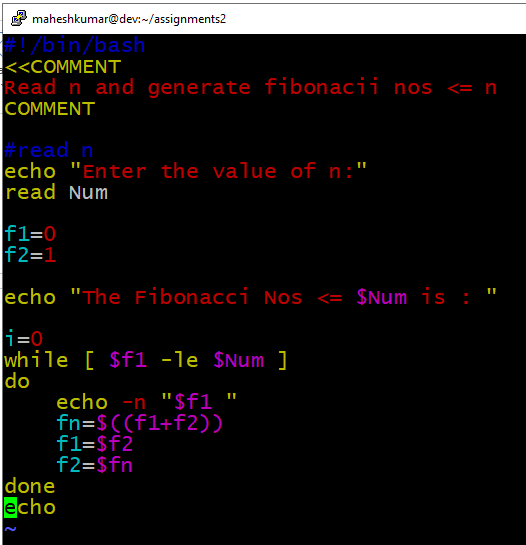 maheshkumar@dev:~/assignments2
#!/bin/bash
<<COMMENT
Read n and generate fibonacii nos <= n
COMMENT
#read n
echo "Enter the value of n:"
read Num
f1=0
f2=1
echo "The Fibonacci Nos <= $Num is : "
i=0
while [ $f1 -le $Num ]
do
    echo -n "$f1 "
    fn=$((f1+f2))
    f1=$f2
    f2=$fn
done
echo
~